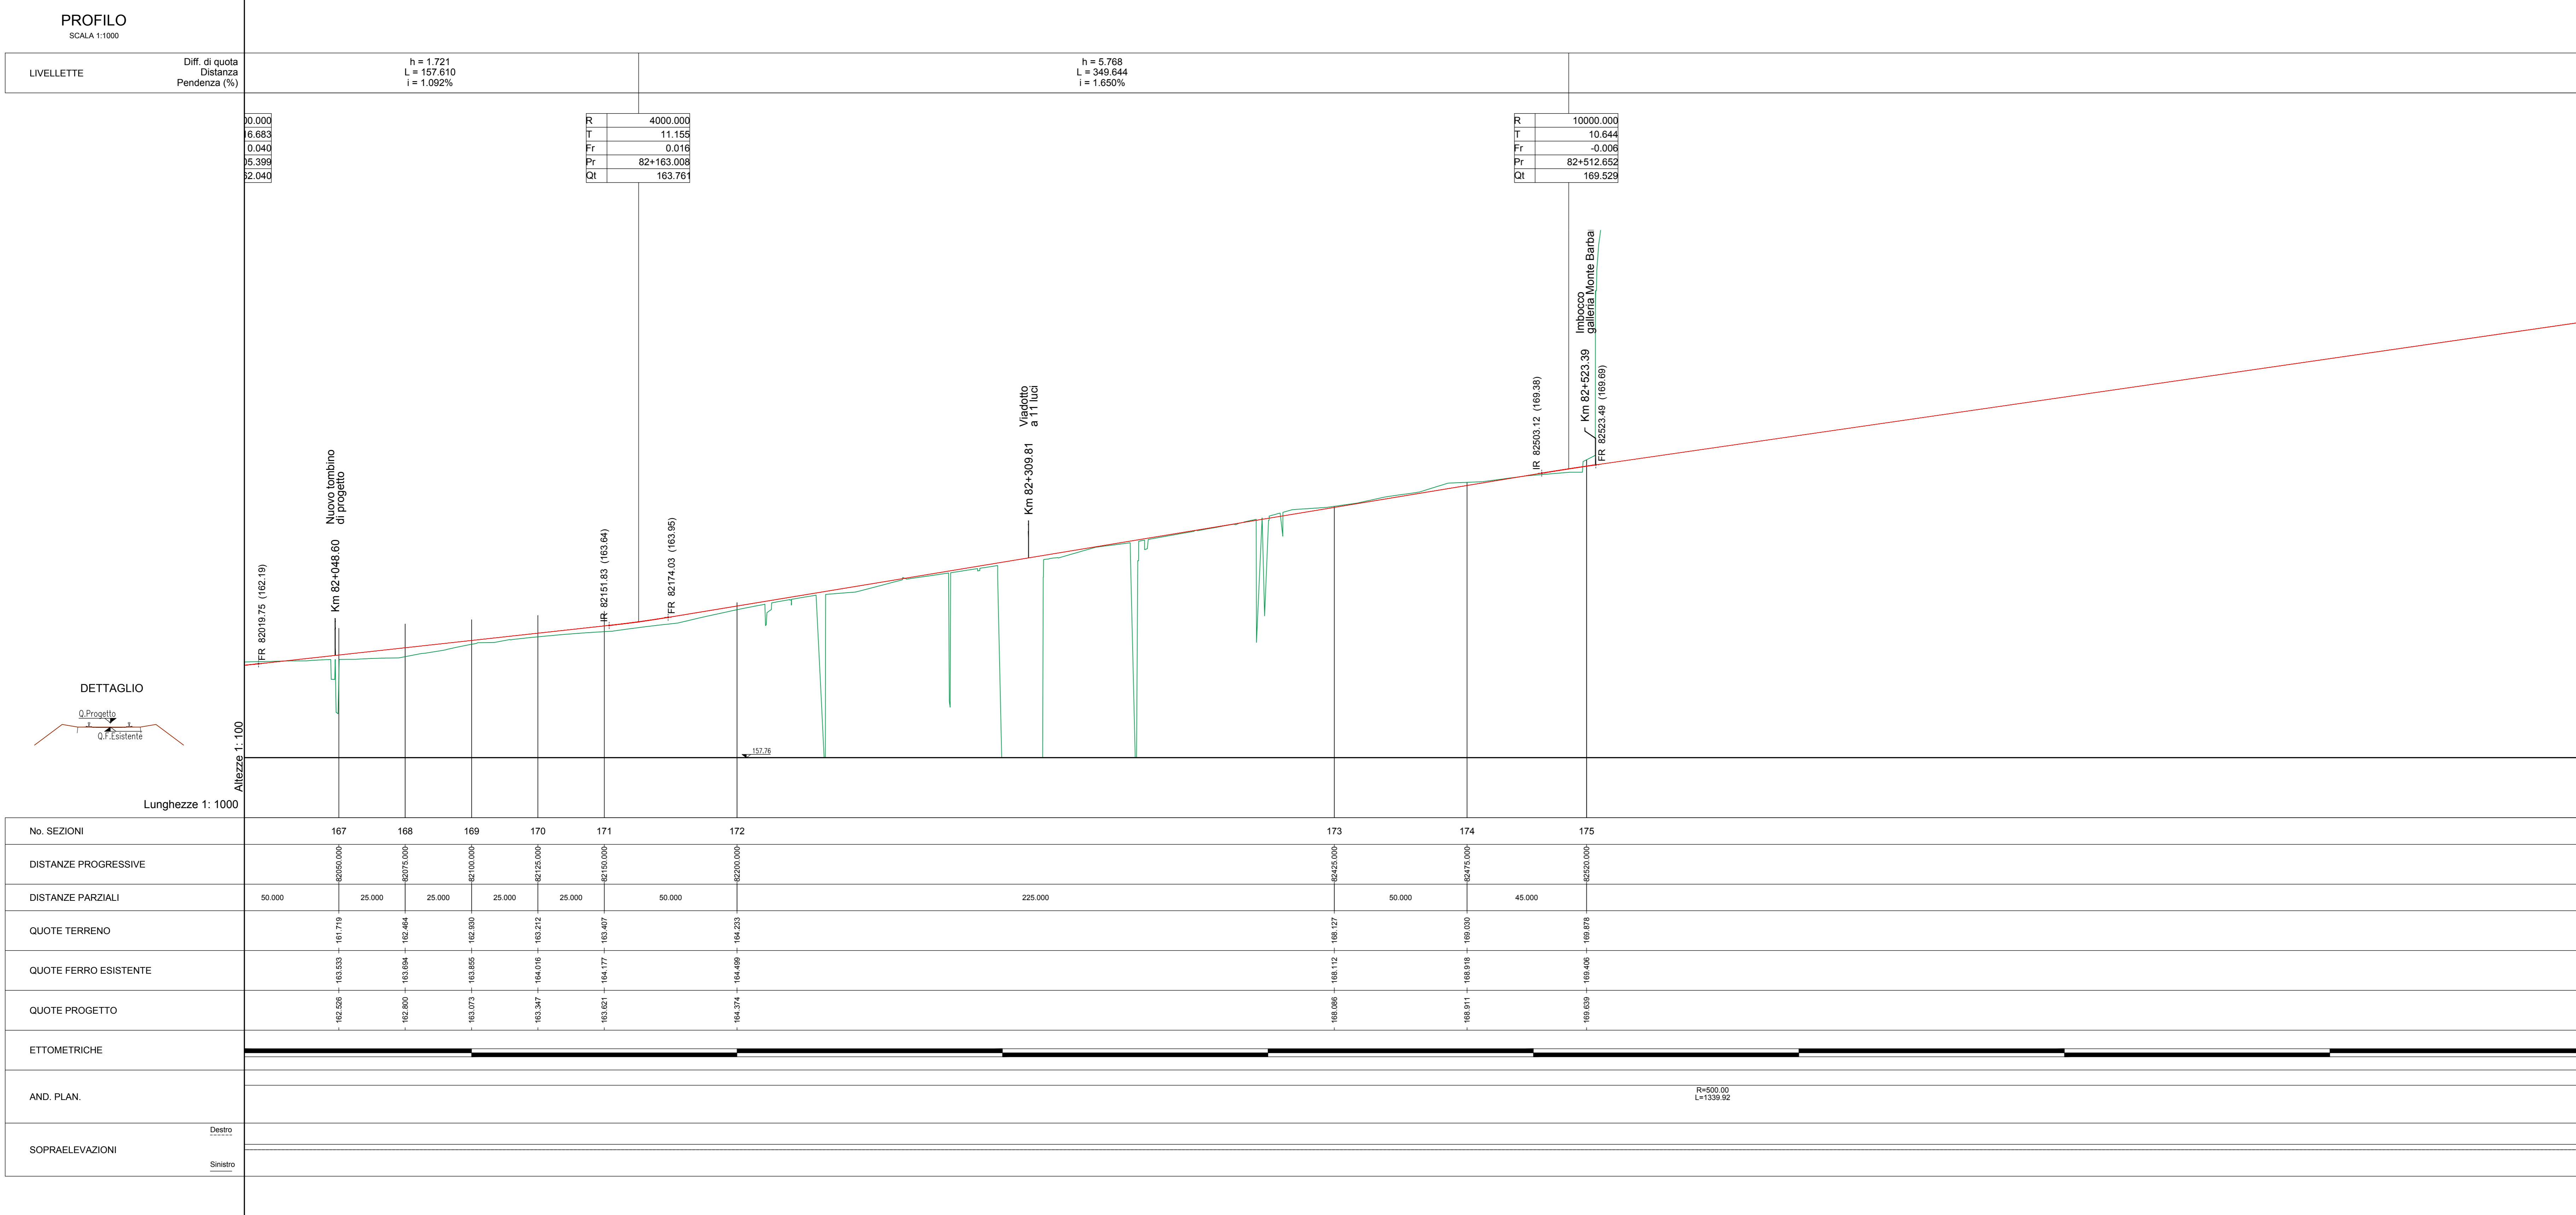 PROFILO
SCALA 1:1000
LIVELLETTE
Diff. di quota
Distanza
Pendenza (%)
h = 1.721
L = 157.610
i = 1.092%
h = 5.768
L = 349.644
i = 1.650%
00.000
6.683
0.040
05.399
62.040
R 4000.000
T 11.155
Fr 0.016
Pr 82+163.008
Qt 163.761
R 10000.000
T 10.644
Fr -0.006
Pr 82+512.652
Qt 169.529
FR 82019.75 (162.19)
Km 82+048.60
Nuovo tombino
di progetto
IR 82151.83 (163.64)
FR 82174.03 (163.95)
Km 82+309.81
Viadotto
a 11 luci
IR 82503.12 (169.38)
Km 82+523.39
Imbocco
galleria Monte Barba
FR 82523.49 (169.69)
157.76
DETTAGLIO
Q.Progetto
Q.F.Esistente
Altezze 1: 100
Lunghezze 1: 1000
No. SEZIONI 167 168 169 170 171 172 173 174 175
DISTANZE PROGRESSIVE 82050.000 82075.000 82100.000 82125.000 82150.000 82200.000 82425.000 82475.000 82520.000
DISTANZE PARZIALI 50.000 25.000 25.000 25.000 25.000 50.000 225.000 50.000 45.000
QUOTE TERRENO 161.719 162.464 162.930 163.212 163.407 164.233 168.127 169.030 169.878
QUOTE FERRO ESISTENTE 163.533 163.694 163.855 164.016 164.177 164.499 168.112 168.918 169.406
QUOTE PROGETTO 162.526 162.800 163.073 163.347 163.621 164.374 168.086 168.911 169.639
ETTOMETRICHE
AND. PLAN.
R=500.00
L=1339.92
SOPRAELEVAZIONI
Destro
Sinistro